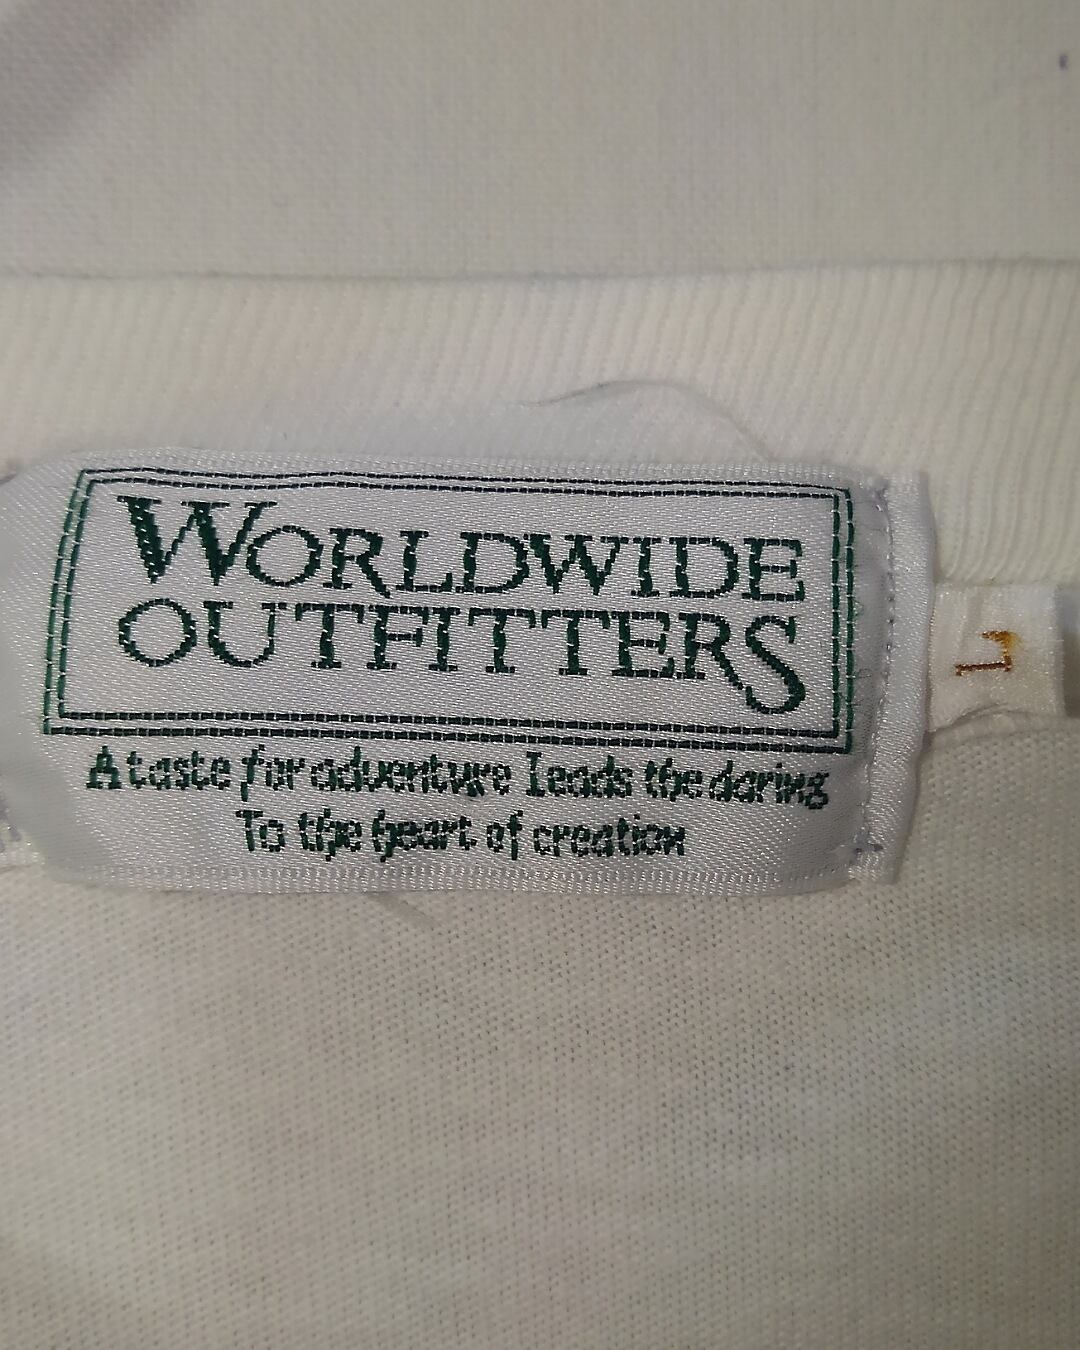 WORLDWIDE
OUTFITTERS
A taste for adventure leads the daring
To the heart of creation
L